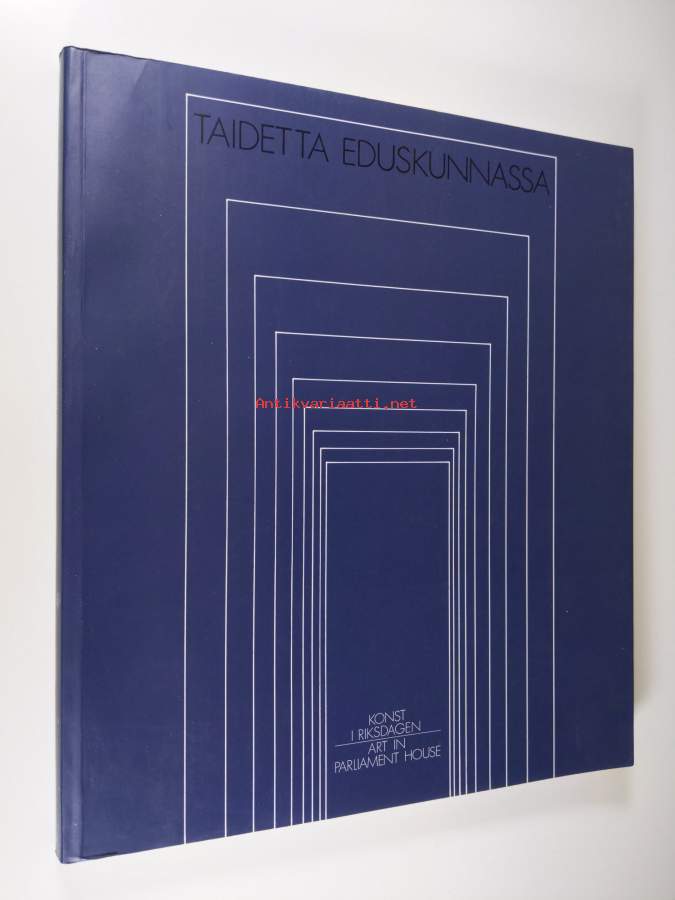 TAIDETTA EDUSKUNNASSA
Antikvariaatti.net
KONST
I RIKSDAGEN
ART IN
PARLIAMENT HOUSE